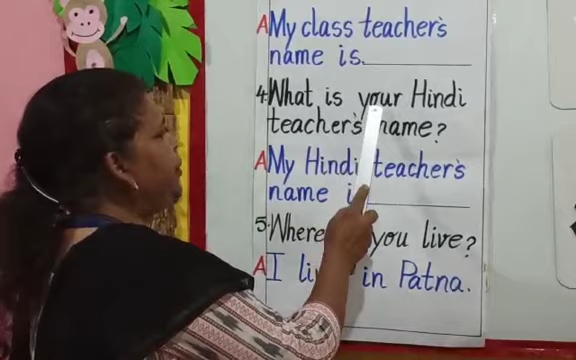 A My class teacher's
name is
4. What is your Hindi
teacher's name?
A My Hindi teacher's
name
5. Where you live?
A I in Patna.